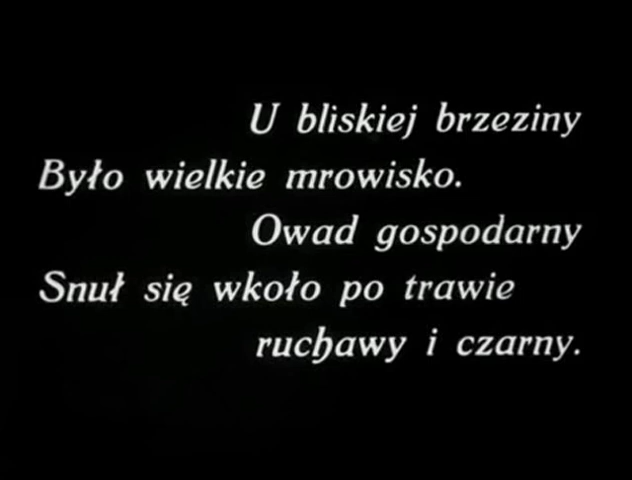 U bliskiej brzeziny
Było wielkie mrowisko.
Owad gospodarny
Snuł się wkoło po trawie
ruchawy i czarny.